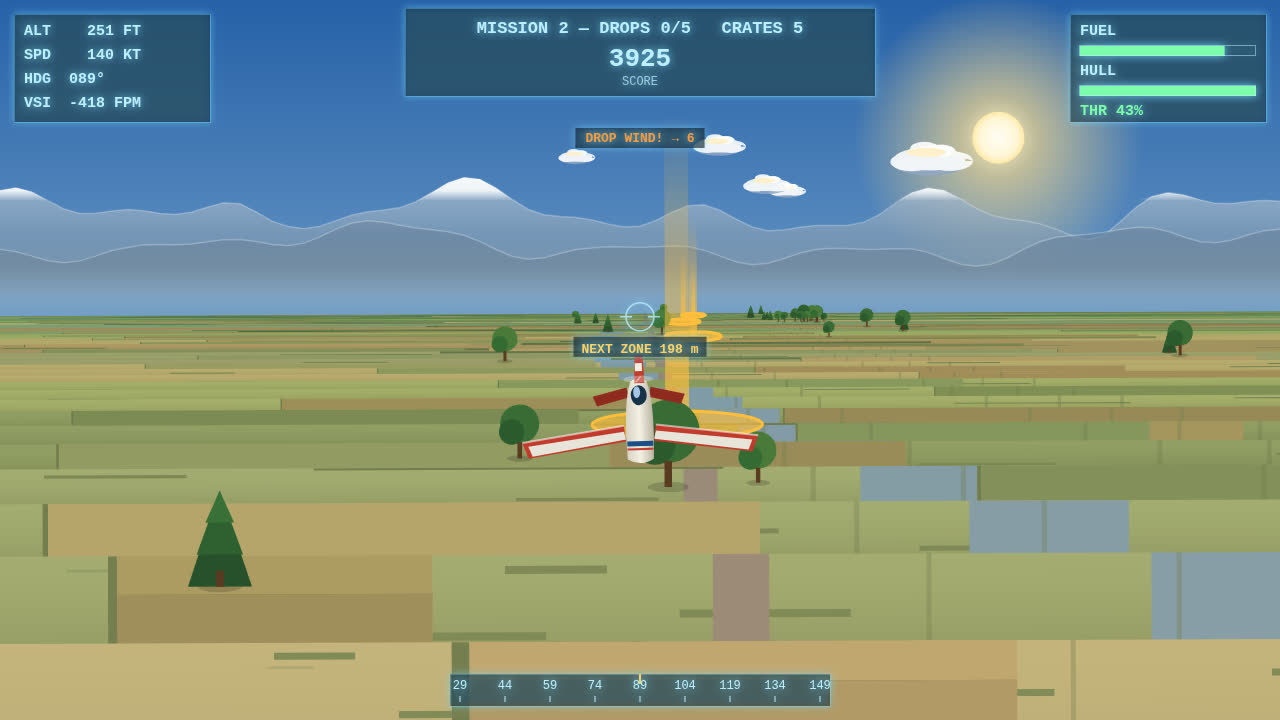 ALT 251 FT
SPD 140 KT
HDG 089°
VSI -418 FPM
MISSION 2 — DROPS 0/5 CRATES 5
3925
SCORE
FUEL
HULL
THR 43%
DROP WIND! → 6
NEXT ZONE 198 m
29 44 59 74 89 104 119 134 149